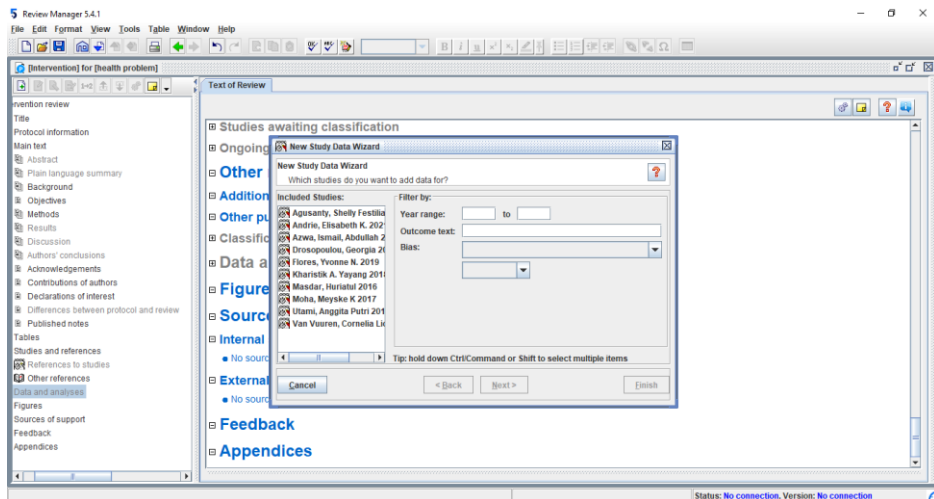 Review Manager 5.4.1
File Edit Format View Tools Table Window Help
[Intervention] for [health problem]
rvention review
Title
Protocol information
Main text
Abstract
Plain language summary
Background
Objectives
Methods
Results
Discussion
Authors' conclusions
Acknowledgements
Contributions of authors
Declarations of interest
Differences between protocol and review
Published notes
Tables
Studies and references
References to studies
Other references
Data and analyses
Figures
Sources of support
Feedback
Appendices
Text of Review
Studies awaiting classification
Ongoing
Other
Addition
Other pu
Classific
Data a
Figure
Sourc
Internal
No sourc
External
No sourc
Feedback
Appendices
New Study Data Wizard
New Study Data Wizard
Which studies do you want to add data for?
Included Studies:
Agusanty, Shelly Festilia
Andrie, Elisabeth K. 202
Azwa, Ismail, Abdullah 2
Drosopoulou, Georgia 20
Flores, Yvonne N. 2019
Kharistik A. Yayang 201
Masdar, Huriatul 2016
Moha, Meyske K 2017
Utami, Anggita Putri 201
Van Vuuren, Cornelia Li
Filter by:
Year range: to
Outcome text:
Bias:
Tip: hold down Ctrl/Command or Shift to select multiple items
Cancel < Back Next > Finish
Status: No connection. Version: No connection